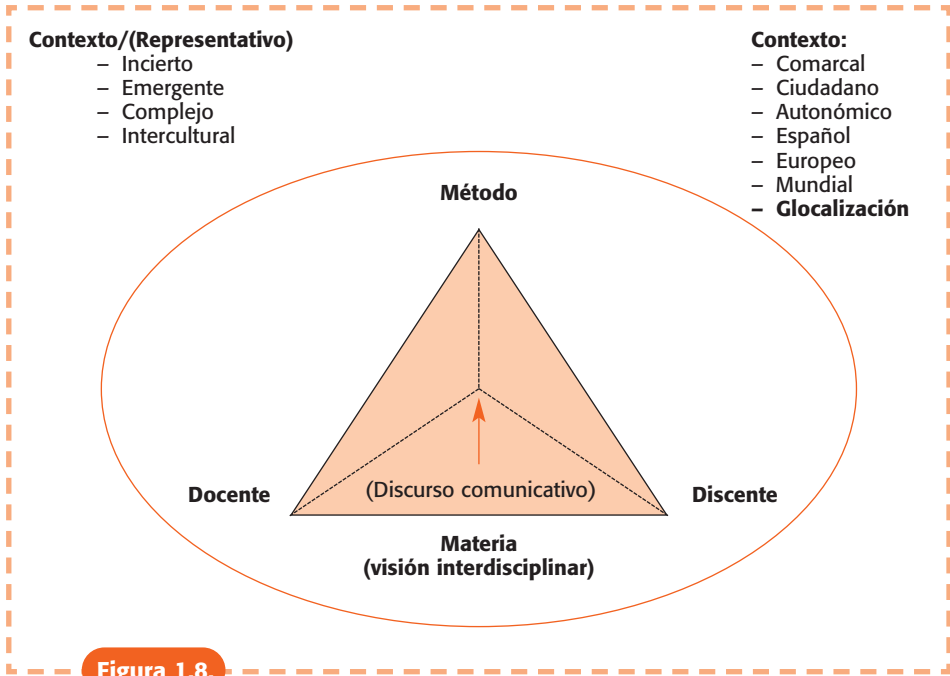 Contexto/(Representativo)
– Incierto
– Emergente
– Complejo
– Intercultural
Contexto:
– Comarcal
– Ciudadano
– Autonómico
– Español
– Europeo
– Mundial
– Glocalización
Método
Docente
(Discurso comunicativo)
Discente
Materia
(visión interdisciplinar)
Figura 1.8.